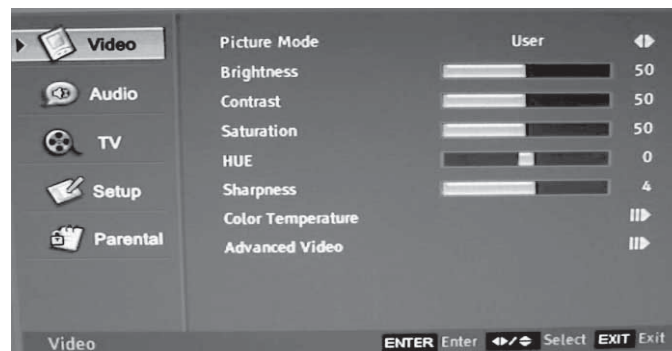 Video
Audio
TV
Setup
Parental
Picture Mode User
Brightness 50
Contrast 50
Saturation 50
HUE 0
Sharpness 4
Color Temperature
Advanced Video
Video ENTER Enter Select EXIT Exit